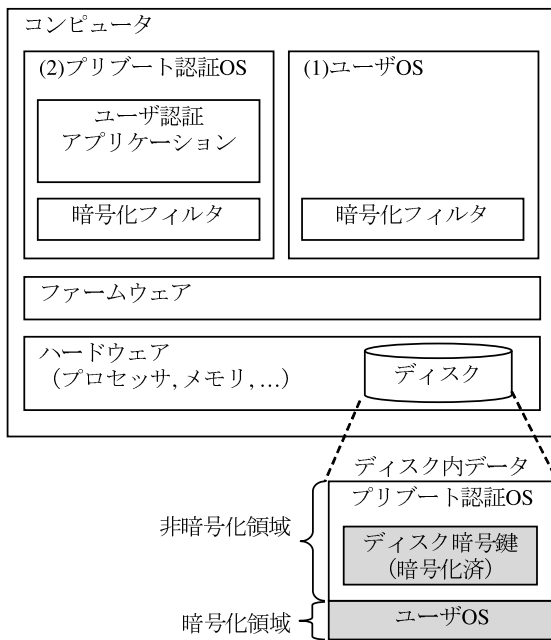 コンピュータ
(2)プリブート認証OS
ユーザ認証
アプリケーション
暗号化フィルタ
(1)ユーザOS
暗号化フィルタ
ファームウェア
ハードウェア
（プロセッサ, メモリ, …）
ディスク
ディスク内データ
プリブート認証OS
非暗号化領域
ディスク暗号鍵
（暗号化済）
暗号化領域
ユーザOS